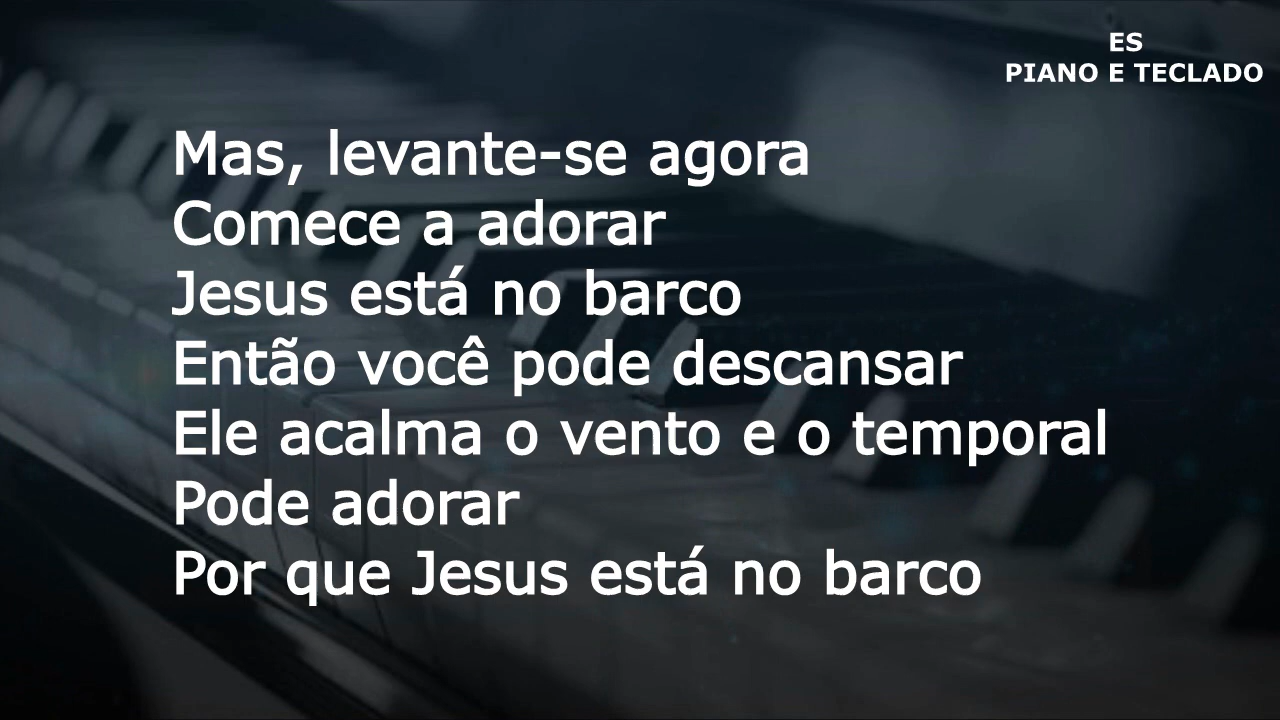 ES
PIANO E TECLADO
Mas, levante-se agora
Comece a adorar
Jesus está no barco
Então você pode descansar
Ele acalma o vento e o temporal
Pode adorar
Por que Jesus está no barco